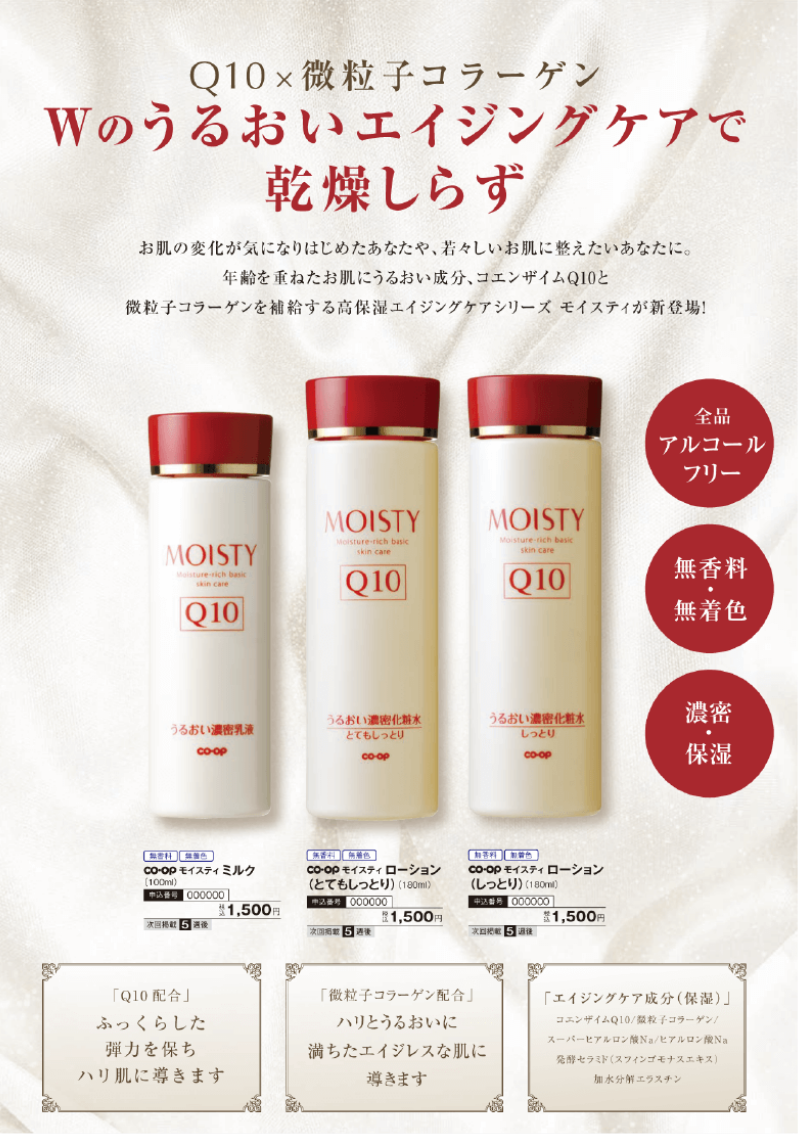 Q10×微粒子コラーゲン
Wのうるおいエイジングケアで
乾燥しらず
お肌の変化が気になりはじめたあなたや、若々しいお肌に整えたいあなたに。
年齢を重ねたお肌にうるおい成分、コエンザイムQ10と
微粒子コラーゲンを補給する高保湿エイジングケアシリーズ モイスティが新登場!
全品
アルコール
フリー
無香料
・
無着色
濃密
・
保湿
MOISTY
Moisture-rich basic
skin care
Q10
うるおい濃密乳液
CO·OP
MOISTY
Moisture-rich basic
skin care
Q10
うるおい濃密化粧水
とてもしっとり
CO·OP
MOISTY
Moisture-rich basic
skin care
Q10
うるおい濃密化粧水
しっとり
CO·OP
無香料 無着色
CO·OP モイスティ ミルク
(100ml)
申込番号 000000
税込1,500円
次回掲載 5 週後
無香料 無着色
CO·OP モイスティ ローション
(とてもしっとり)(180ml)
申込番号 000000
税込1,500円
次回掲載 5 週後
無香料 無着色
CO·OP モイスティ ローション
(しっとり)(180ml)
申込番号 000000
税込1,500円
次回掲載 5 週後
「Q10 配合」
ふっくらした
弾力を保ち
ハリ肌に導きます
「微粒子コラーゲン配合」
ハリとうるおいに
満ちたエイジレスな肌に
導きます
「エイジングケア成分(保湿)」
コエンザイムQ10/微粒子コラーゲン/
スーパーヒアルロン酸Na/ヒアルロン酸Na
発酵セラミド(スフィンゴモナスエキス)
加水分解エラスチン